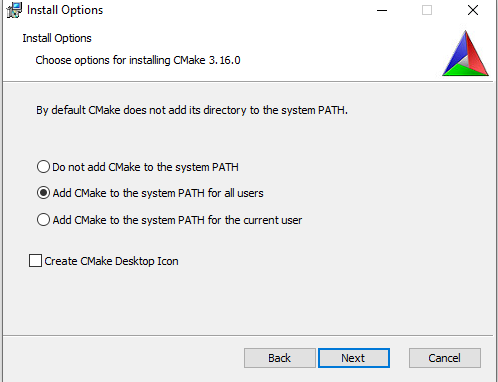 Install Options
Install Options
Choose options for installing CMake 3.16.0
By default CMake does not add its directory to the system PATH.
Do not add CMake to the system PATH
Add CMake to the system PATH for all users
Add CMake to the system PATH for the current user
Create CMake Desktop Icon
Back Next Cancel